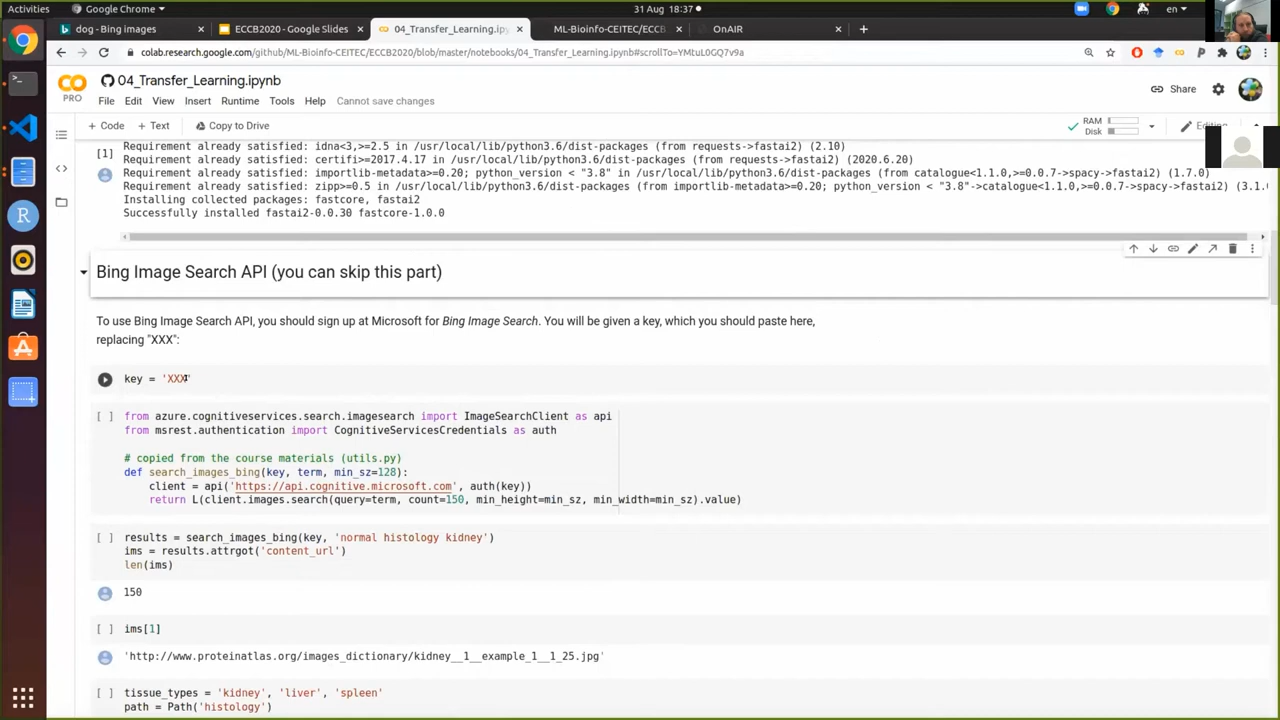 Activities
Google Chrome
31 Aug 18:37
en
dog - Bing images
ECCB2020 - Google Slides
04_Transfer_Learning.ipynb
ML-Bioinfo-CEITEC/ECCB
OnAIR
colab.research.google.com/github/ML-Bioinfo-CEITEC/ECCB2020/blob/master/notebooks/04_Transfer_Learning.ipynb#scrollTo=YMtuL0GQ7v9a
04_Transfer_Learning.ipynb
PRO
Share
File Edit View Insert Runtime Tools Help Cannot save changes
+ Code + Text Copy to Drive
RAM
Disk
Editing
Requirement already satisfied: idna<3,>=2.5 in /usr/local/lib/python3.6/dist-packages (from requests->fastai2) (2.10)
[1] Requirement already satisfied: certifi>=2017.4.17 in /usr/local/lib/python3.6/dist-packages (from requests->fastai2) (2020.6.20)
Requirement already satisfied: importlib-metadata>=0.20; python_version < "3.8" in /usr/local/lib/python3.6/dist-packages (from catalogue<1.1.0,>=0.0.7->spacy->fastai2) (1.7.0)
Requirement already satisfied: zipp>=0.5 in /usr/local/lib/python3.6/dist-packages (from importlib-metadata>=0.20; python_version < "3.8"->catalogue<1.1.0,>=0.0.7->spacy->fastai2) (3.1.0
Installing collected packages: fastcore, fastai2
Successfully installed fastai2-0.0.30 fastcore-1.0.0
Bing Image Search API (you can skip this part)
To use Bing Image Search API, you should sign up at Microsoft for Bing Image Search. You will be given a key, which you should paste here,
replacing "XXX":
key = 'XXX'
[ ] from azure.cognitiveservices.search.imagesearch import ImageSearchClient as api
from msrest.authentication import CognitiveServicesCredentials as auth
# copied from the course materials (utils.py)
def search_images_bing(key, term, min_sz=128):
client = api('https://api.cognitive.microsoft.com', auth(key))
return L(client.images.search(query=term, count=150, min_height=min_sz, min_width=min_sz).value)
[ ] results = search_images_bing(key, 'normal histology kidney')
ims = results.attrgot('content_url')
len(ims)
150
[ ] ims[1]
'http://www.proteinatlas.org/images_dictionary/kidney__1__example_1__1_25.jpg'
[ ] tissue_types = 'kidney', 'liver', 'spleen'
path = Path('histology')